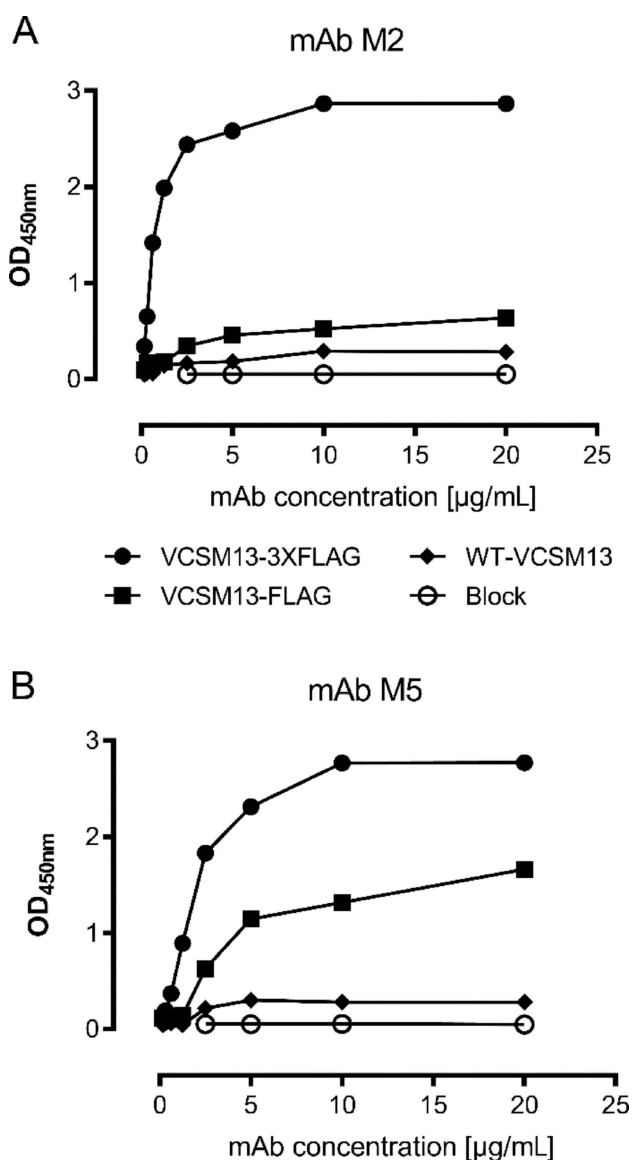 A
mAb M2
3
2
1
0
OD450nm
0 5 10 15 20 25
mAb concentration [µg/mL]
VCSM13-3XFLAG WT-VCSM13
VCSM13-FLAG Block
B
mAb M5
3
2
1
0
OD450nm
0 5 10 15 20 25
mAb concentration [µg/mL]